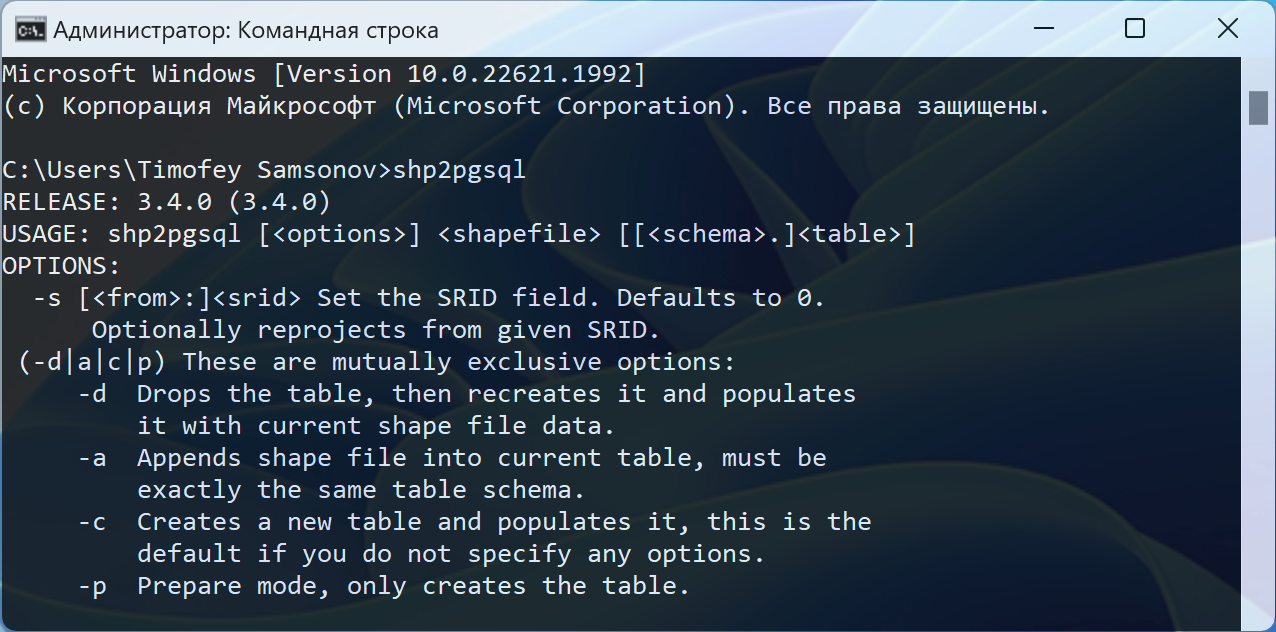 Администратор: Командная строка
Microsoft Windows [Version 10.0.22621.1992]
(c) Корпорация Майкрософт (Microsoft Corporation). Все права защищены.
C:\Users\Timofey Samsonov>shp2pgsql
RELEASE: 3.4.0 (3.4.0)
USAGE: shp2pgsql [<options>] <shapefile> [[<schema>.]<table>]
OPTIONS:
  -s [<from>:]<srid> Set the SRID field. Defaults to 0.
      Optionally reprojects from given SRID.
 (-d|a|c|p) These are mutually exclusive options:
     -d  Drops the table, then recreates it and populates
         it with current shape file data.
     -a  Appends shape file into current table, must be
         exactly the same table schema.
     -c  Creates a new table and populates it, this is the
         default if you do not specify any options.
     -p  Prepare mode, only creates the table.